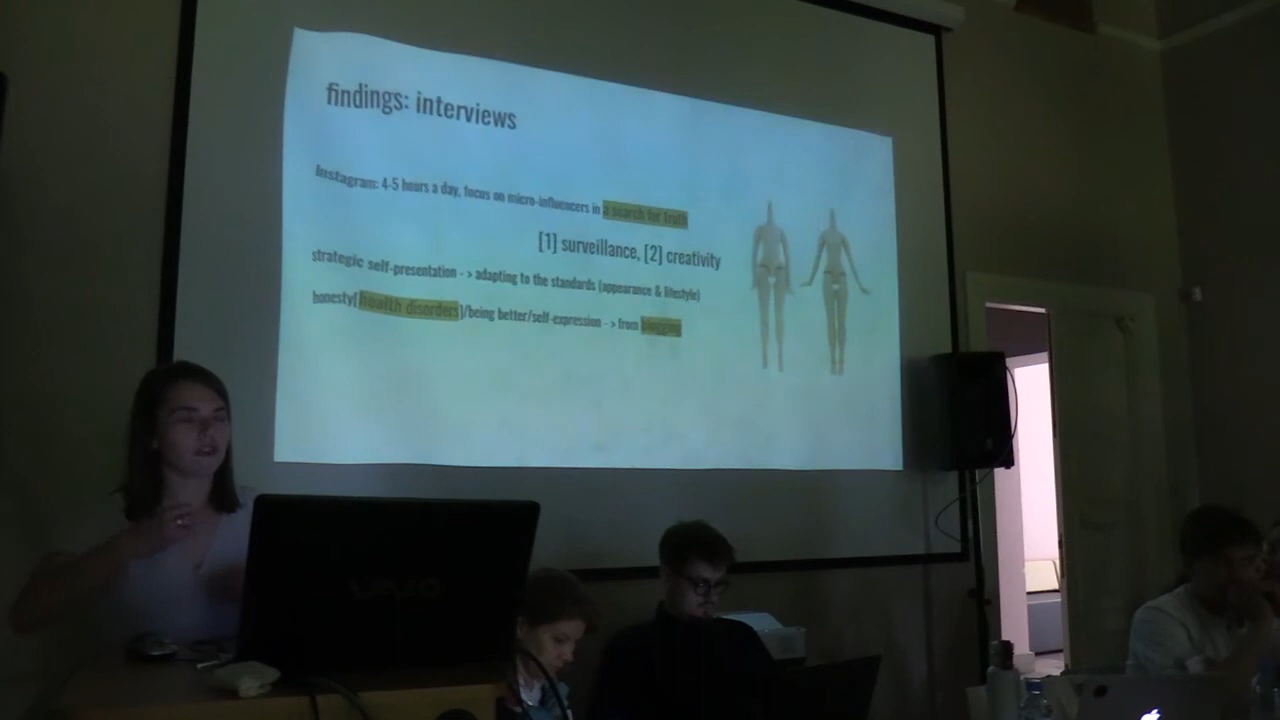 findings: interviews
Instagram: 4-5 hours a day, focus on micro-influencers in a search for truth
[1] surveillance, [2] creativity
strategic self-presentation - > adapting to the standards (appearance & lifestyle)
honesty[health disorders]/being better/self-expression - > from blogging
VAIO